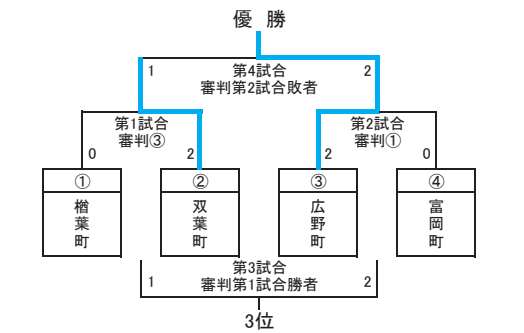 優 勝
1 第4試合 2
審判第2試合敗者
第1試合 第2試合
審判③ 審判①
0 2 2 0
① ② ③ ④
楢葉町 双葉町 広野町 富岡町
第3試合
1 審判第1試合勝者 2
3位